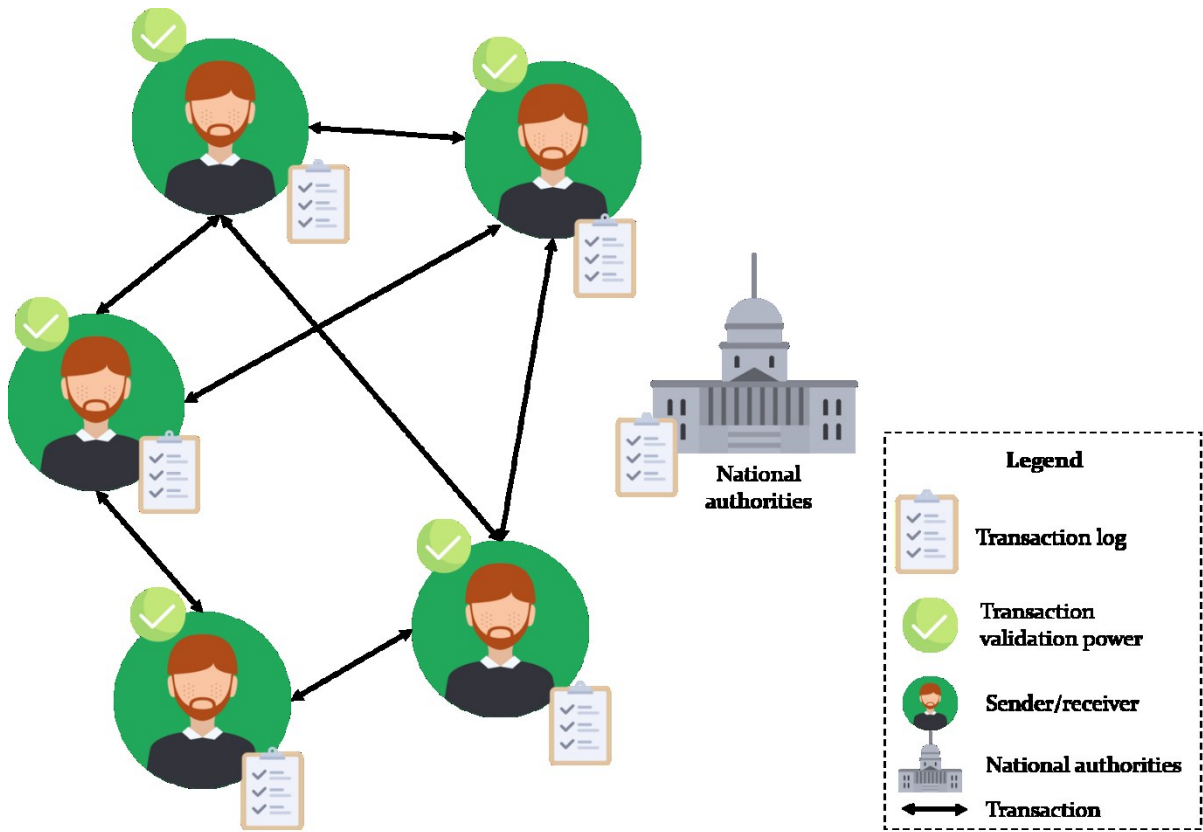 National
authorities
Legend
Transaction log
Transaction
validation power
Sender/receiver
National authorities
Transaction